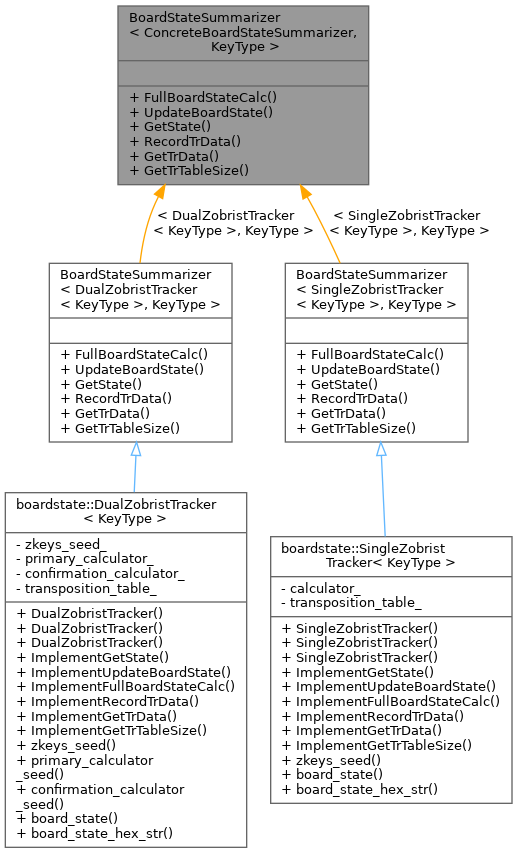 BoardStateSummarizer
< ConcreteBoardStateSummarizer,
KeyType >
+ FullBoardStateCalc()
+ UpdateBoardState()
+ GetState()
+ RecordTrData()
+ GetTrData()
+ GetTrTableSize()
< DualZobristTracker
< KeyType >, KeyType >
< SingleZobristTracker
< KeyType >, KeyType >
BoardStateSummarizer
< DualZobristTracker
< KeyType >, KeyType >
+ FullBoardStateCalc()
+ UpdateBoardState()
+ GetState()
+ RecordTrData()
+ GetTrData()
+ GetTrTableSize()
BoardStateSummarizer
< SingleZobristTracker
< KeyType >, KeyType >
+ FullBoardStateCalc()
+ UpdateBoardState()
+ GetState()
+ RecordTrData()
+ GetTrData()
+ GetTrTableSize()
boardstate::DualZobristTracker
< KeyType >
- zkeys_seed_
- primary_calculator_
- confirmation_calculator_
- transposition_table_
+ DualZobristTracker()
+ DualZobristTracker()
+ DualZobristTracker()
+ ImplementGetState()
+ ImplementUpdateBoardState()
+ ImplementFullBoardStateCalc()
+ ImplementRecordTrData()
+ ImplementGetTrData()
+ ImplementGetTrTableSize()
+ zkeys_seed()
+ primary_calculator
_seed()
+ confirmation_calculator
_seed()
+ board_state()
+ board_state_hex_str()
boardstate::SingleZobrist
Tracker< KeyType >
- calculator_
- transposition_table_
+ SingleZobristTracker()
+ SingleZobristTracker()
+ SingleZobristTracker()
+ ImplementGetState()
+ ImplementUpdateBoardState()
+ ImplementFullBoardStateCalc()
+ ImplementRecordTrData()
+ ImplementGetTrData()
+ ImplementGetTrTableSize()
+ zkeys_seed()
+ board_state()
+ board_state_hex_str()